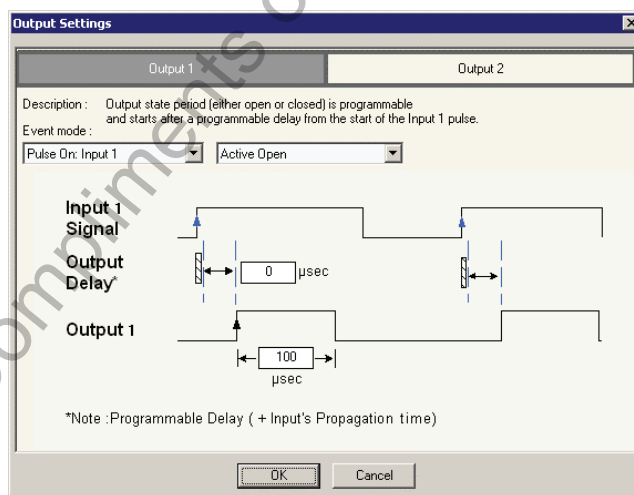 Output Settings
Output 1
Output 2
Description : Output state period (either open or closed) is programmable
and starts after a programmable delay from the start of the Input 1 pulse.
Event mode :
Pulse On: Input 1
Active Open
Input 1
Signal
Output
Delay*
0 µsec
Output 1
100
µsec
*Note :Programmable Delay ( + Input's Propagation time)
OK
Cancel
ompliments o